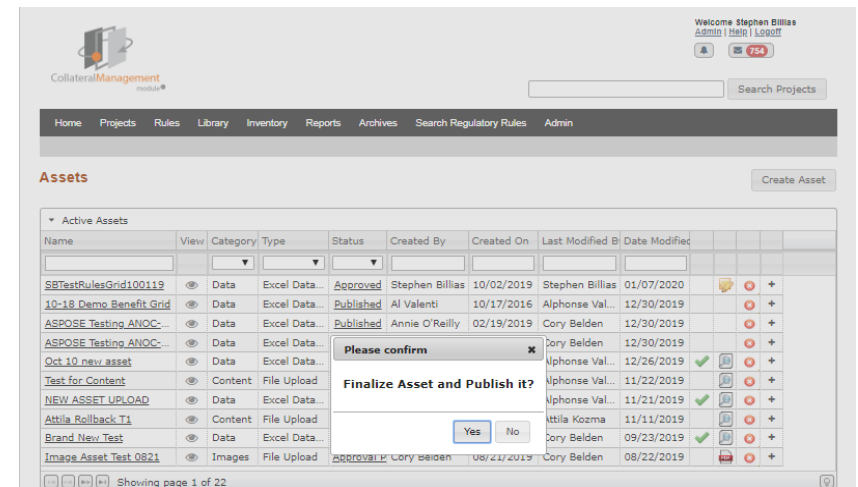 Welcome Stephen Billias
Admin | Help | Logoff
754
CollateralManagement
module
Search Projects
Home Projects Rules Library Inventory Reports Archives Search Regulatory Rules Admin
Assets
Create Asset
Active Assets
Name View Category Type Status Created By Created On Last Modified B Date Modified
SBTestRulesGrid100119 Data Excel Data... Approved Stephen Billias 10/02/2019 Stephen Billias 01/07/2020
10-18 Demo Benefit Grid Data Excel Data... Published Al Valenti 10/17/2016 Alphonse Val... 12/30/2019
ASPOSE Testing ANOC-... Data Excel Data... Published Annie O'Reilly 02/19/2019 Cory Belden 12/30/2019
ASPOSE Testing ANOC-... Data Excel Data... Cory Belden 12/30/2019
Oct 10 new asset Data Excel Data... Alphonse Val... 12/26/2019
Test for Content Content File Upload Alphonse Val... 11/22/2019
NEW ASSET UPLOAD Data Excel Data... Alphonse Val... 11/21/2019
Attila Rollback T1 Content File Upload Attila Kozma 11/11/2019
Brand New Test Data Excel Data... Cory Belden 09/23/2019
Image Asset Test 0821 Images File Upload Approval P Cory Belden 08/21/2019 Cory Belden 08/22/2019
Please confirm
Finalize Asset and Publish it?
Yes No
Showing page 1 of 22